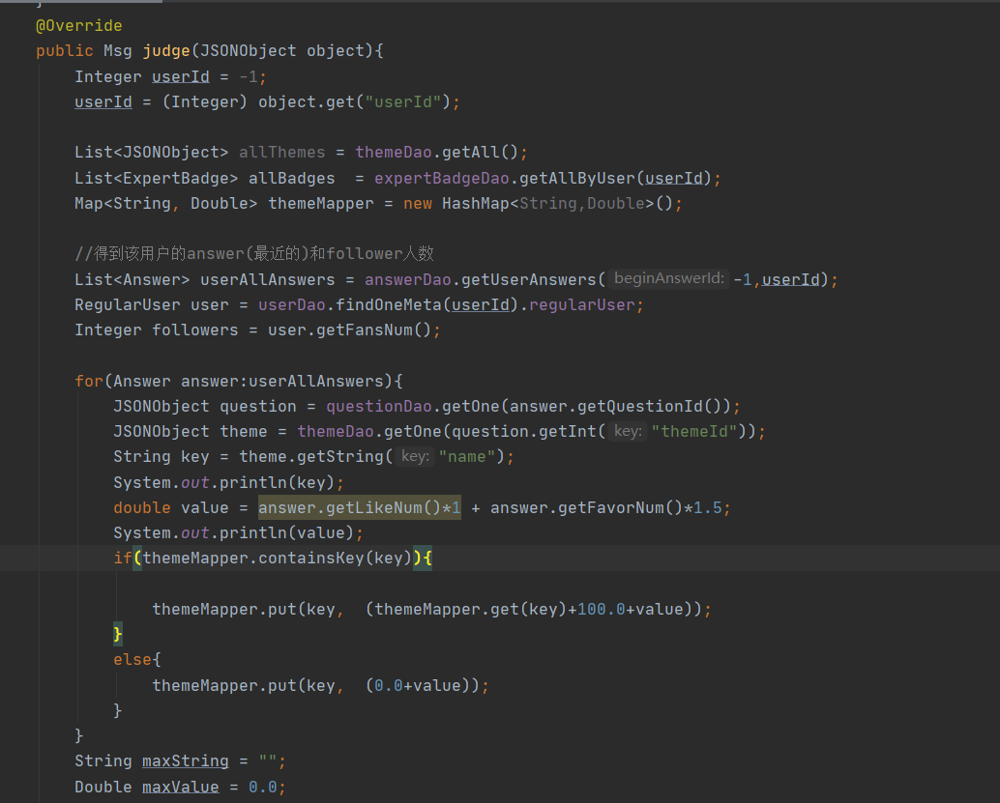 @Override
public Msg judge(JSONObject object){
Integer userId = -1;
userId = (Integer) object.get("userId");
List<JSONObject> allThemes = themeDao.getAll();
List<ExpertBadge> allBadges  = expertBadgeDao.getAllByUser(userId);
Map<String, Double> themeMapper = new HashMap<String,Double>();
//得到该用户的answer(最近的)和follower人数
List<Answer> userAllAnswers = answerDao.getUserAnswers( beginAnswerId: -1,userId);
RegularUser user = userDao.findOneMeta(userId).regularUser;
Integer followers = user.getFansNum();
for(Answer answer:userAllAnswers){
JSONObject question = questionDao.getOne(answer.getQuestionId());
JSONObject theme = themeDao.getOne(question.getInt( key: "themeId"));
String key = theme.getString( key: "name");
System.out.println(key);
double value = answer.getLikeNum()*1 + answer.getFavorNum()*1.5;
System.out.println(value);
if(themeMapper.containsKey(key)){
themeMapper.put(key,  (themeMapper.get(key)+100.0+value));
}
else{
themeMapper.put(key,  (0.0+value));
}
}
String maxString = "";
Double maxValue = 0.0;